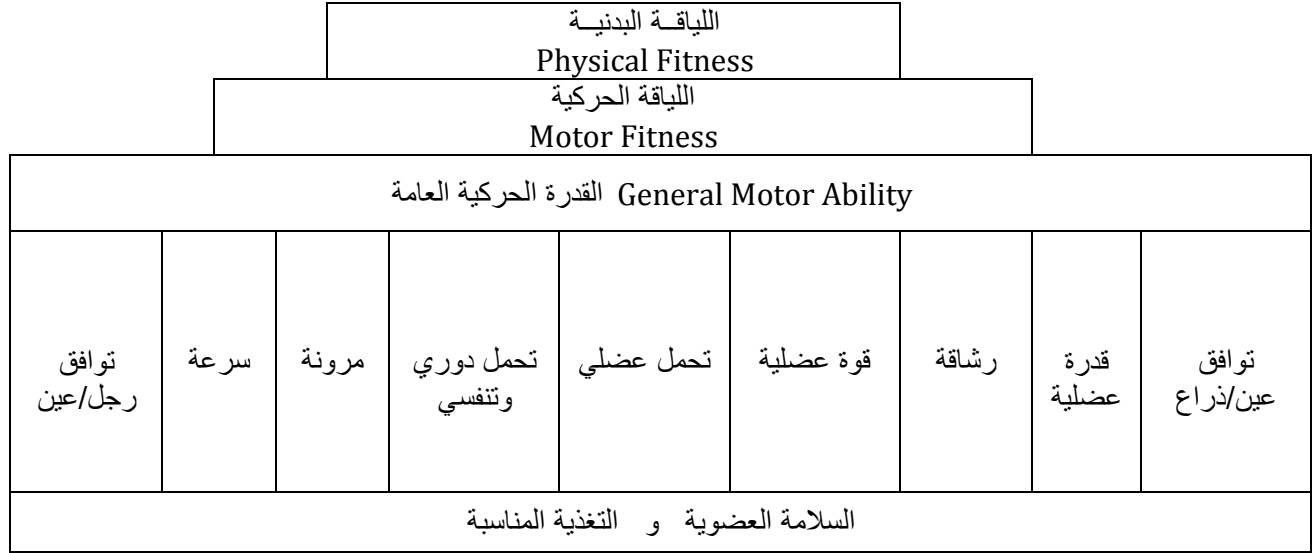 اللياقــة البدنيــة
Physical Fitness
اللياقة الحركية
Motor Fitness
القدرة الحركية العامة General Motor Ability
توافق
عين/ذراع
قدرة
عضلية
رشاقة
قوة عضلية
تحمل عضلي
تحمل دوري
وتنفسي
مرونة
سرعة
توافق
رجل/عين
السلامة العضوية و التغذية المناسبة